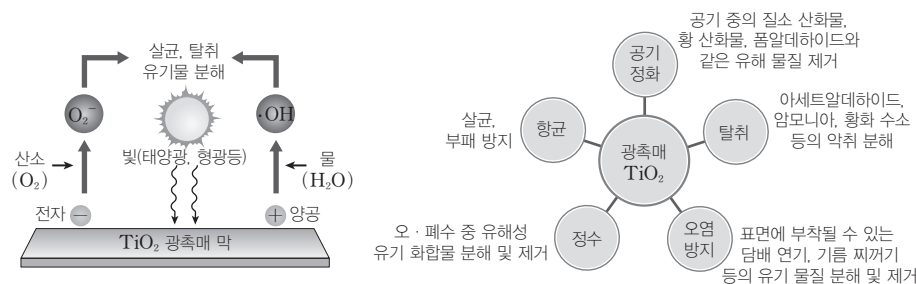 살균, 탈취
유기물 분해
O₂⁻
·OH
산소
(O₂)
빛(태양광, 형광등)
물
(H₂O)
전자 −
+ 양공
TiO₂ 광촉매 막
공기 중의 질소 산화물,
황 산화물, 폼알데하이드와
같은 유해 물질 제거
공기
정화
살균,
부패 방지
항균
광촉매
TiO₂
탈취
아세트알데하이드,
암모니아, 황화 수소
등의 악취 분해
오·폐수 중 유해성
유기 화합물 분해 및 제거
정수
오염
방지
표면에 부착될 수 있는
담배 연기, 기름 찌꺼기
등의 유기 물질 분해 및 제거